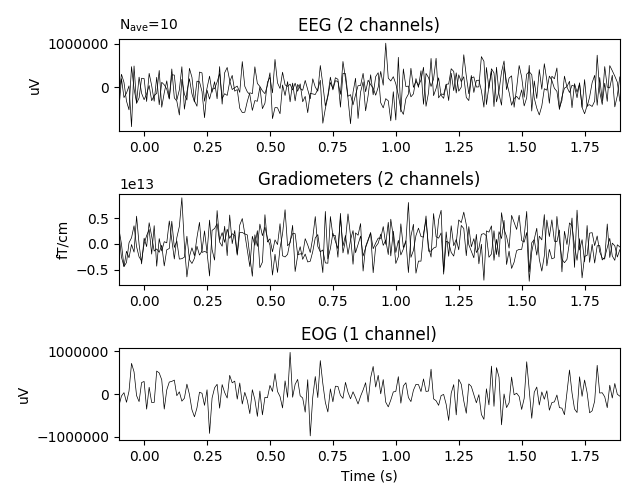 N_ave=10
EEG (2 channels)
1000000
0
uV
0.00 0.25 0.50 0.75 1.00 1.25 1.50 1.75
1e13
Gradiometers (2 channels)
0.5
0.0
−0.5
fT/cm
0.00 0.25 0.50 0.75 1.00 1.25 1.50 1.75
EOG (1 channel)
1000000
0
−1000000
uV
0.00 0.25 0.50 0.75 1.00 1.25 1.50 1.75
Time (s)